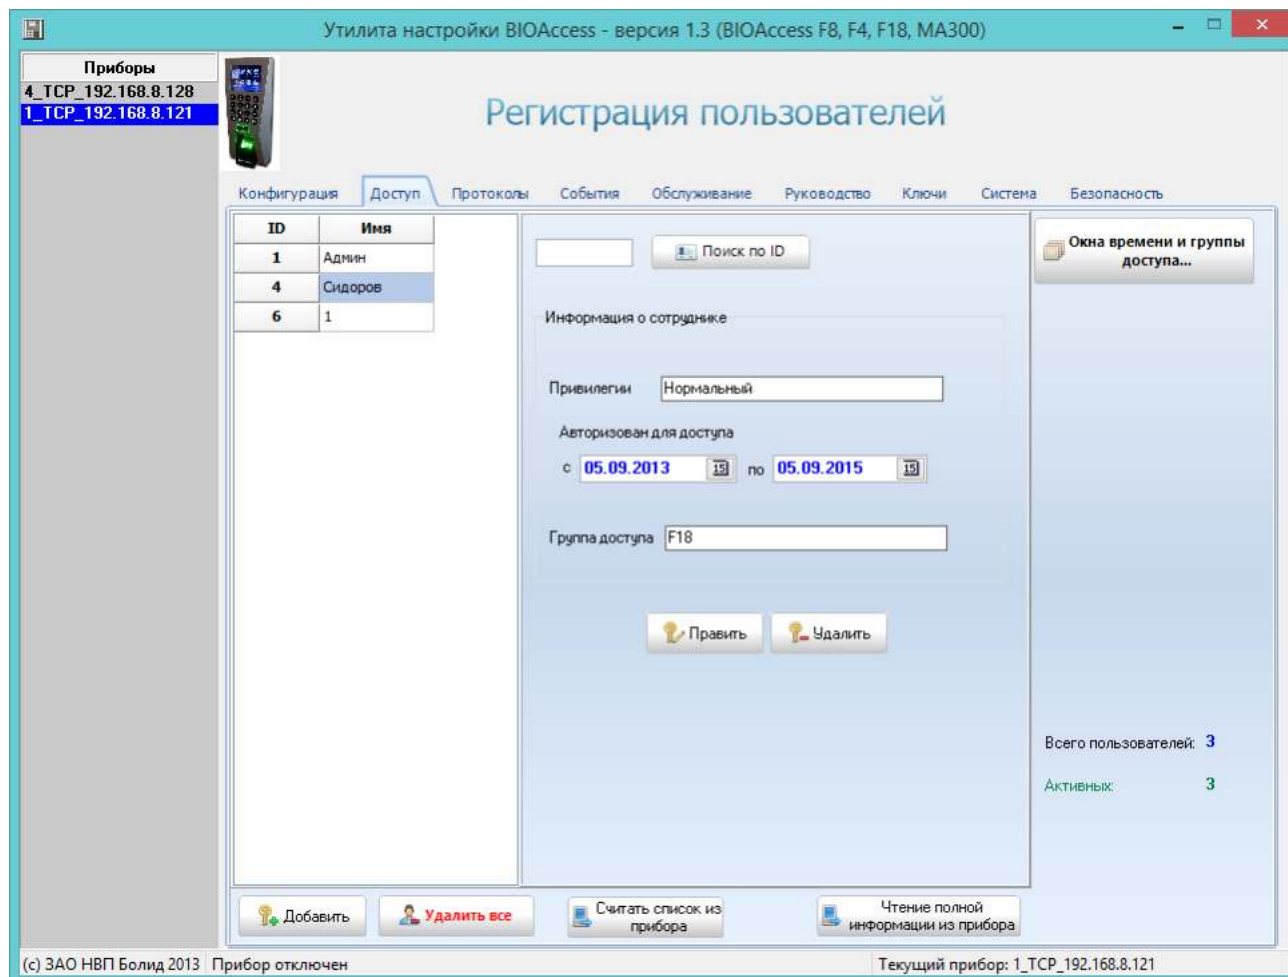 Утилита настройки BIOAccess - версия 1.3 (BIOAccess F8, F4, F18, MA300)
Приборы
4_TCP_192.168.8.128
1_TCP_192.168.8.121
Регистрация пользователей
Конфигурация Доступ Протоколы События Обслуживание Руководство Ключи Система Безопасность
ID Имя
1 Админ
4 Сидоров
6 1
Поиск по ID
Информация о сотруднике
Привилегии Нормальный
Авторизован для доступа
с 05.09.2013 15 по 05.09.2015 15
Группа доступа F18
Править Удалить
Окна времени и группы
доступа...
Всего пользователей: 3
Активных: 3
Добавить Удалить все
Считать список из
прибора
Чтение полной
информации из прибора
(с) ЗАО НВП Болид 2013 Прибор отключен Текущий прибор: 1_TCP_192.168.8.121